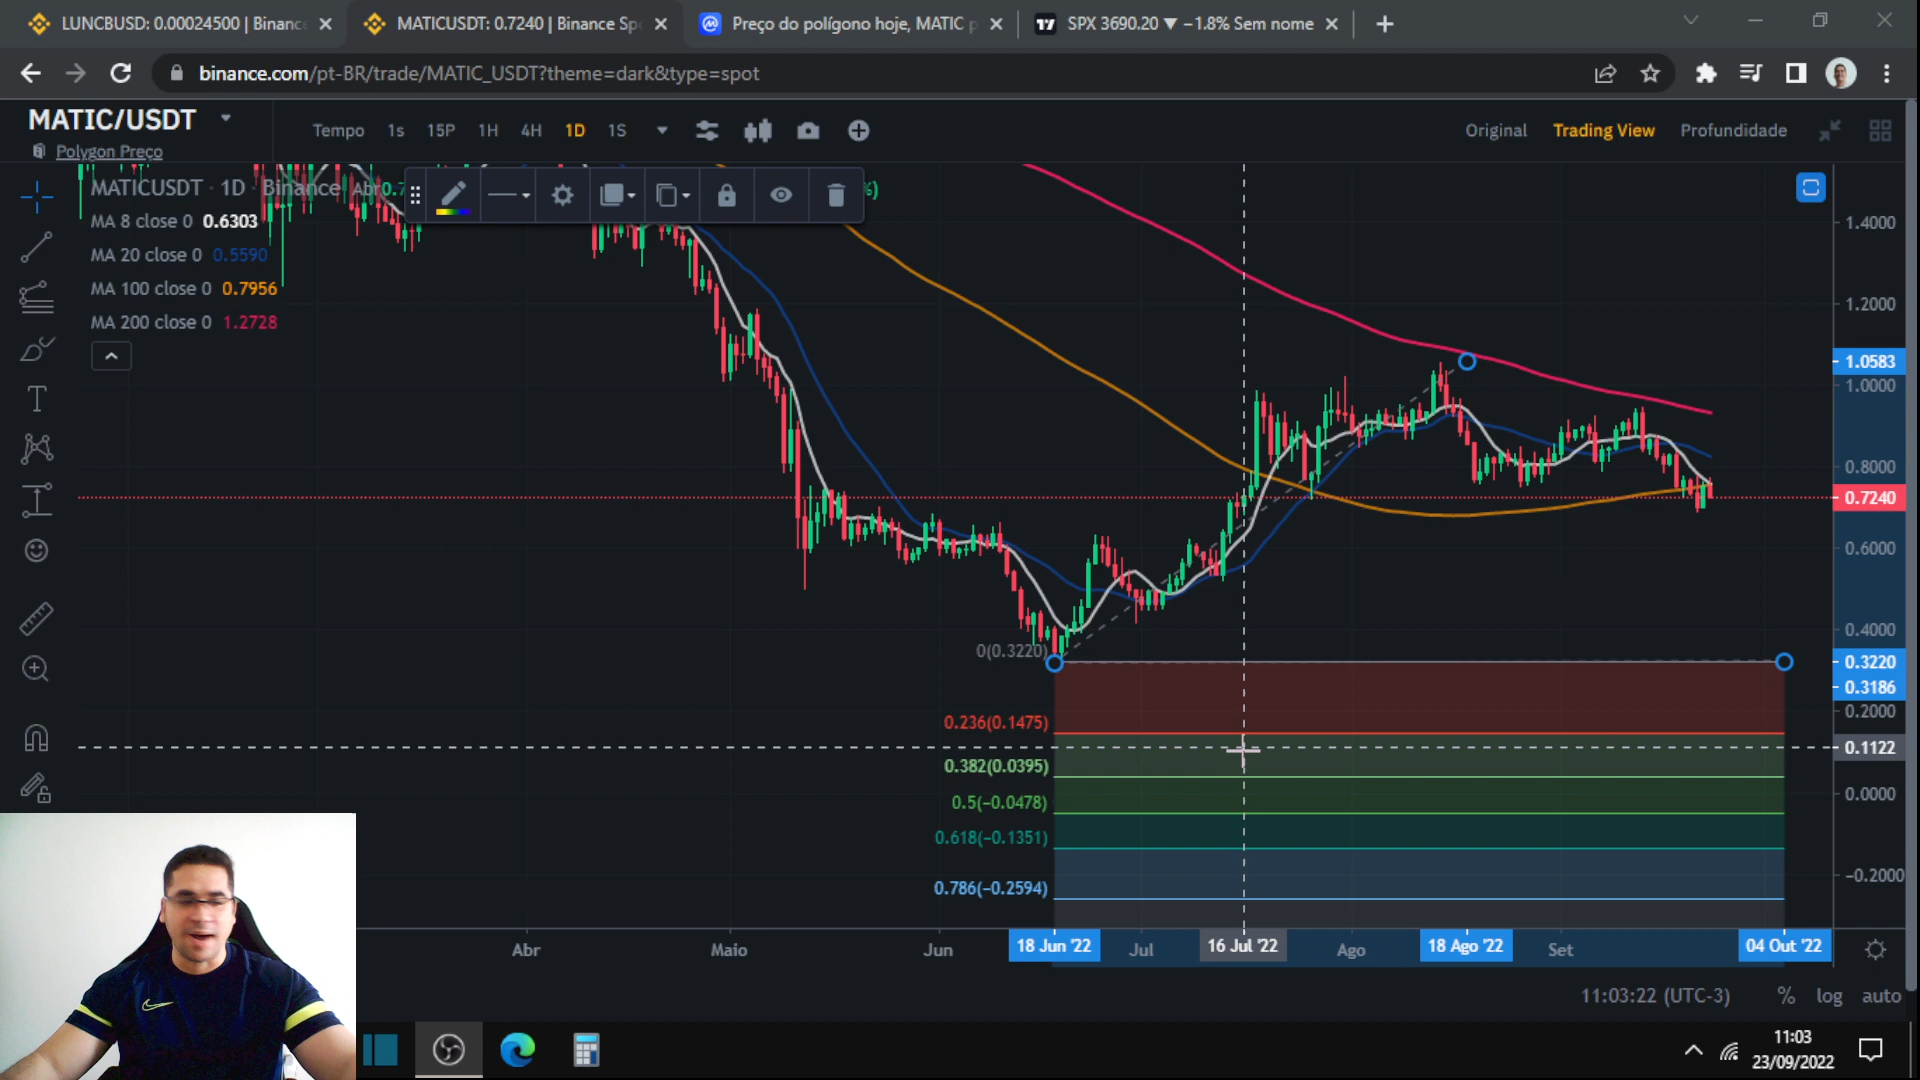 LUNCBUSD: 0.00024500 | Binanc
MATICUSDT: 0.7240 | Binance Sp
Preço do polígono hoje, MATIC p
SPX 3690.20 ▼ −1.8% Sem nome
binance.com/pt-BR/trade/MATIC_USDT?theme=dark&type=spot
MATIC/USDT
Polygon Preço
Tempo 1s 15P 1H 4H 1D 1S
Original Trading View Profundidade
MATICUSDT · 1D · Binance Abr0.7 %)
MA 8 close 0 0.6303
MA 20 close 0 0.5590
MA 100 close 0 0.7956
MA 200 close 0 1.2728
1.4000
1.2000
1.0583
1.0000
0.8000
0.7240
0.6000
0.4000
0.3220
0.3186
0.2000
0.1122
0.0000
−0.2000
0(0.3220)
0.236(0.1475)
0.382(0.0395)
0.5(−0.0478)
0.618(−0.1351)
0.786(−0.2594)
Abr Maio Jun 18 Jun '22 Jul 16 Jul '22 Ago 18 Ago '22 Set 04 Out '22
11:03:22 (UTC-3) % log auto
11:03
23/09/2022